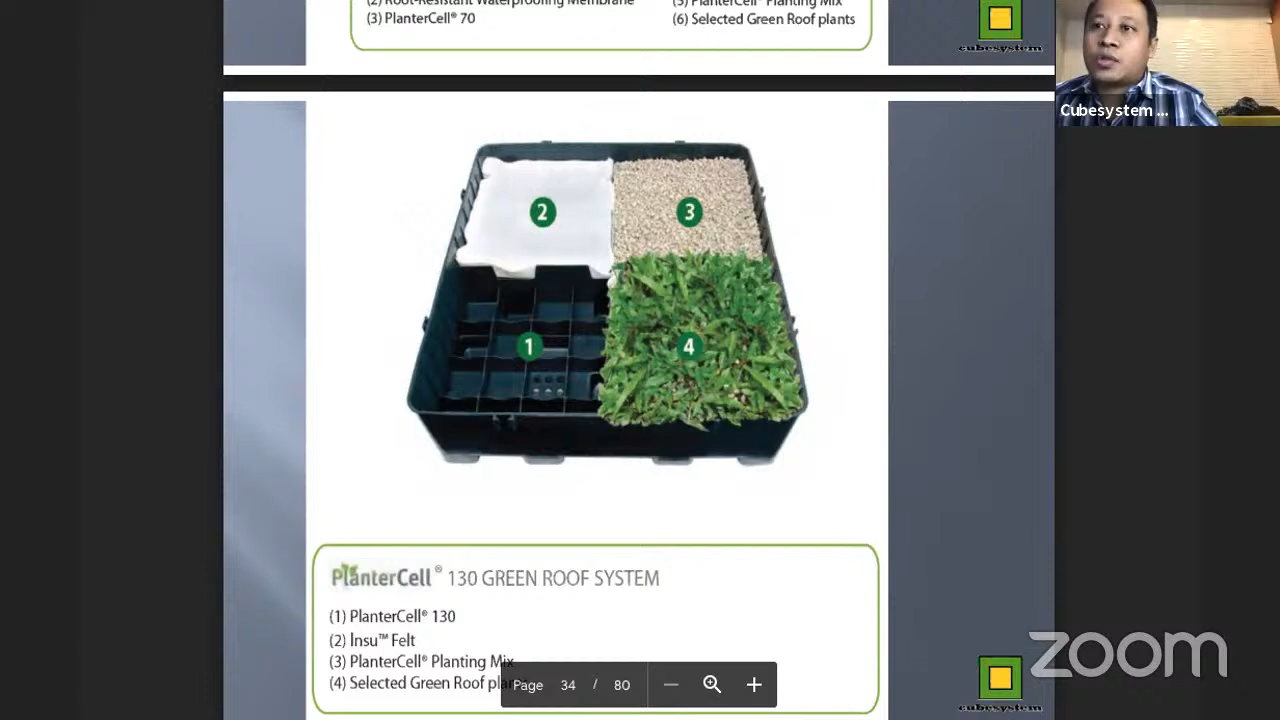 (2) Root-Resistant Waterproofing Membrane
(3) PlanterCell® 70
(5) PlanterCell® Planting Mix
(6) Selected Green Roof plants
cubesystem
Cubesystem ...
2
3
1
4
PlanterCell® 130 GREEN ROOF SYSTEM
(1) PlanterCell® 130
(2) Insu™ Felt
(3) PlanterCell® Planting Mix
(4) Selected Green Roof
Page 34 / 80
zoom
cubesystem